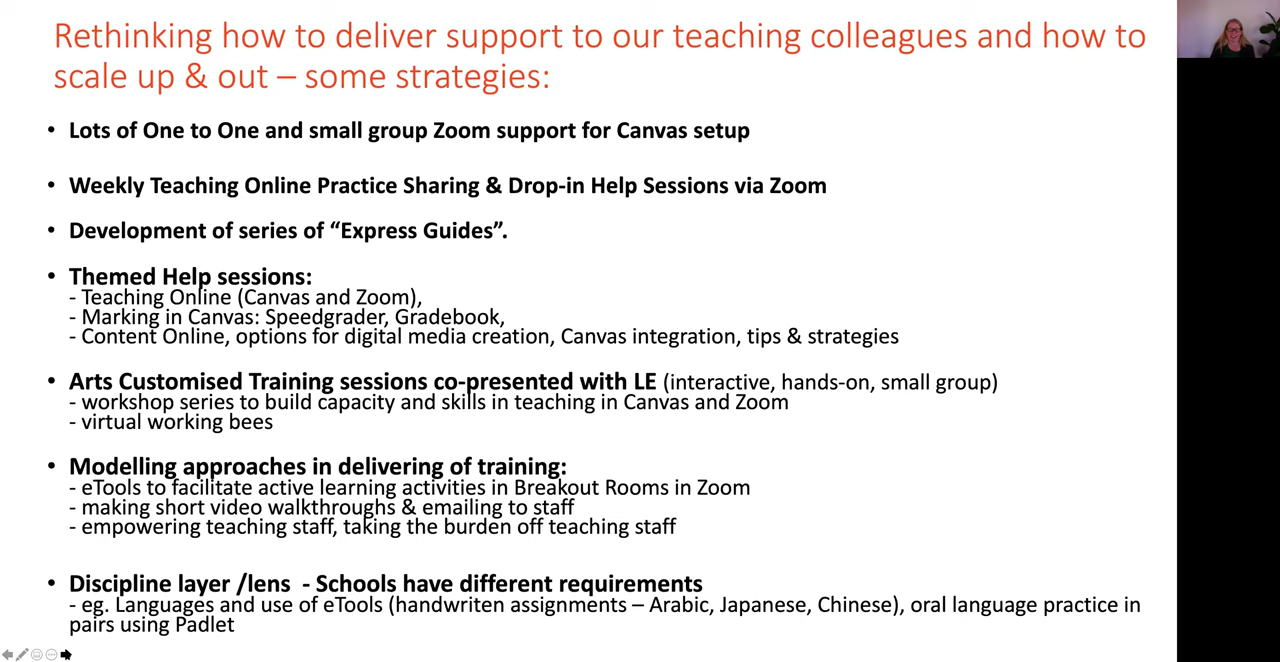 Rethinking how to deliver support to our teaching colleagues and how to
scale up & out – some strategies:
• Lots of One to One and small group Zoom support for Canvas setup
• Weekly Teaching Online Practice Sharing & Drop-in Help Sessions via Zoom
• Development of series of “Express Guides”.
• Themed Help sessions:
- Teaching Online (Canvas and Zoom),
- Marking in Canvas: Speedgrader, Gradebook,
- Content Online, options for digital media creation, Canvas integration, tips & strategies
• Arts Customised Training sessions co-presented with LE (interactive, hands-on, small group)
- workshop series to build capacity and skills in teaching in Canvas and Zoom
- virtual working bees
• Modelling approaches in delivering of training:
- eTools to facilitate active learning activities in Breakout Rooms in Zoom
- making short video walkthroughs & emailing to staff
- empowering teaching staff, taking the burden off teaching staff
• Discipline layer /lens - Schools have different requirements
- eg. Languages and use of eTools (handwriten assignments – Arabic, Japanese, Chinese), oral language practice in
pairs using Padlet